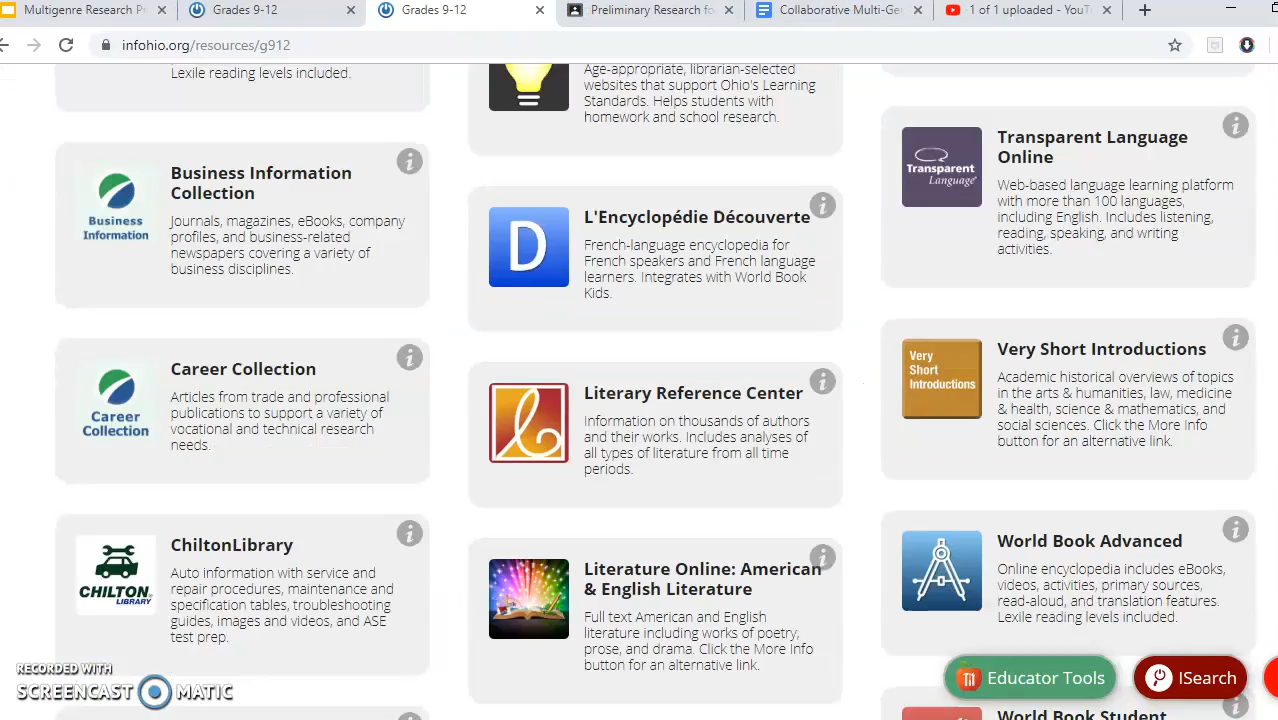 Multigenre Research P
Grades 9-12
Grades 9-12
Preliminary Research fo
Collaborative Multi-Ge
1 of 1 uploaded - YouT
infohio.org/resources/g912
Lexile reading levels included.
Business Information
Collection
Journals, magazines, eBooks, company
profiles, and business-related
newspapers covering a variety of
business disciplines.
Business
Information
Career Collection
Articles from trade and professional
publications to support a variety of
vocational and technical research
needs.
Career
Collection
ChiltonLibrary
Auto information with service and
repair procedures, maintenance and
specification tables, troubleshooting
guides, images and videos, and ASE
test prep.
CHILTON
LIBRARY
Age-appropriate, librarian-selected
websites that support Ohio's Learning
Standards. Helps students with
homework and school research.
D
L'Encyclopédie Découverte
French-language encyclopedia for
French speakers and French language
learners. Integrates with World Book
Kids.
Literary Reference Center
Information on thousands of authors
and their works. Includes analyses of
all types of literature from all time
periods.
Literature Online: American
& English Literature
Full text American and English
literature including works of poetry,
prose, and drama. Click the More Info
button for an alternative link.
Transparent
Language
Transparent Language
Online
Web-based language learning platform
with more than 100 languages,
including English. Includes listening,
reading, speaking, and writing
activities.
Very
Short
Introductions
Very Short Introductions
Academic historical overviews of topics
in the arts & humanities, law, medicine
& health, science & mathematics, and
social sciences. Click the More Info
button for an alternative link.
World Book Advanced
Online encyclopedia includes eBooks,
videos, activities, primary sources,
read-aloud, and translation features.
Lexile reading levels included.
World Book Student
Educator Tools
ISearch
RECORDED WITH
SCREENCAST MATIC